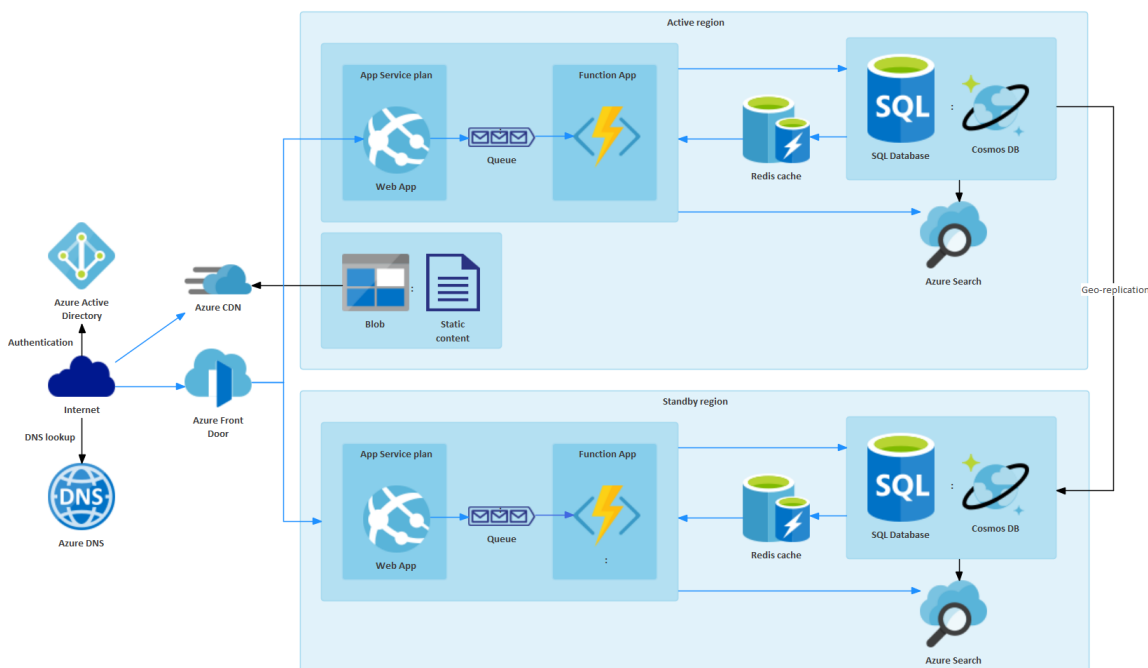 Active region
App Service plan
Web App
Queue
Function App
Redis cache
SQL
SQL Database
:
Cosmos DB
Azure Search
Blob
:
Static
content
Geo-replication
Azure Active
Directory
Authentication
Internet
DNS lookup
DNS
Azure DNS
Azure CDN
Azure Front
Door
Standby region
App Service plan
Web App
Queue
Function App
:
Redis cache
SQL
SQL Database
:
Cosmos DB
Azure Search